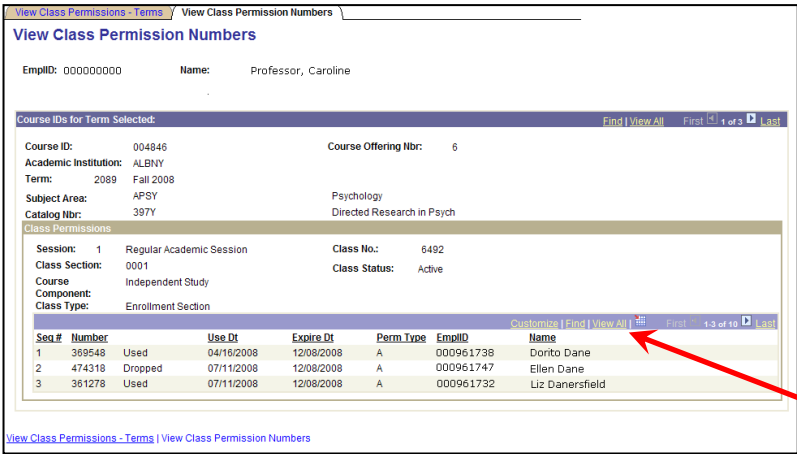 View Class Permissions - Terms View Class Permission Numbers
View Class Permission Numbers
EmplID: 000000000 Name: Professor, Caroline
Course IDs for Term Selected: Find | View All First 1 of 3 Last
Course ID: 004846 Course Offering Nbr: 6
Academic Institution: ALBNY
Term: 2089 Fall 2008
Subject Area: APSY Psychology
Catalog Nbr: 397Y Directed Research in Psych
Class Permissions
Session: 1 Regular Academic Session Class No.: 6492
Class Section: 0001 Class Status: Active
Course Independent Study
Component:
Class Type: Enrollment Section
Customize | Find | View All | First 1-3 of 10 Last
Seq # Number Use Dt Expire Dt Perm Type EmplID Name
1 369548 Used 04/16/2008 12/08/2008 A 000961738 Dorito Dane
2 474318 Dropped 07/11/2008 12/08/2008 A 000961747 Ellen Dane
3 361278 Used 07/11/2008 12/08/2008 A 000961732 Liz Danersfield
View Class Permissions - Terms | View Class Permission Numbers